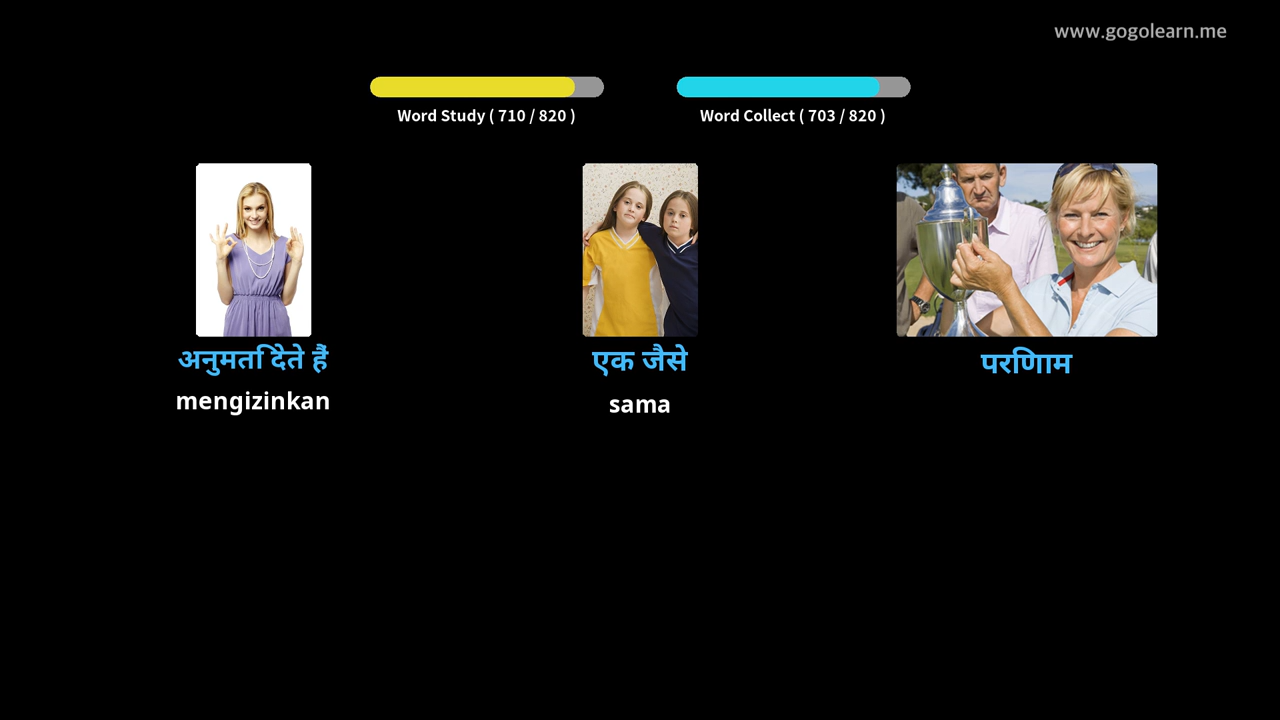 www.gogolearn.me
Word Study ( 710 / 820 )
Word Collect ( 703 / 820 )
अनुमति देते हैं
एक जैसे
परिणाम
mengizinkan
sama